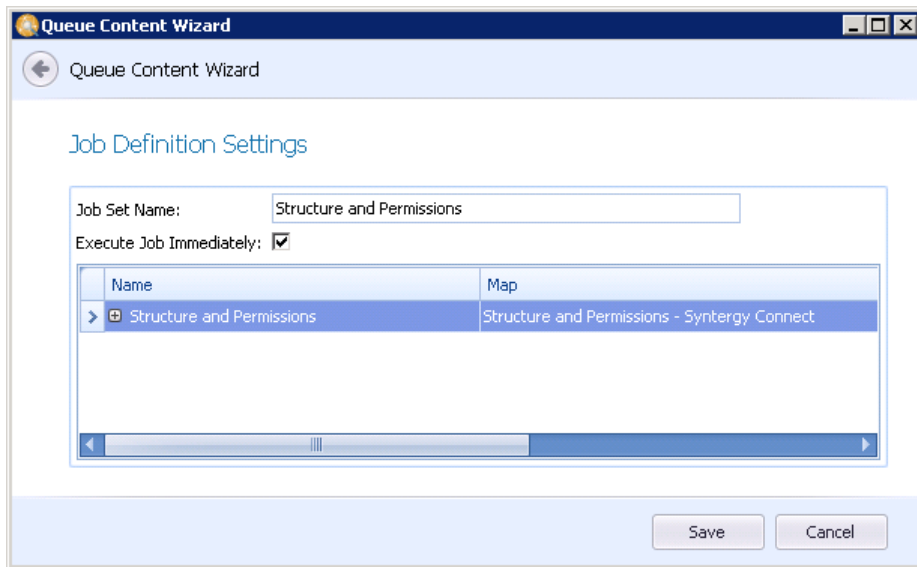 Queue Content Wizard
Queue Content Wizard
Job Definition Settings
Job Set Name: Structure and Permissions
Execute Job Immediately:
Name Map
Structure and Permissions Structure and Permissions - Syntergy Connect
Save Cancel